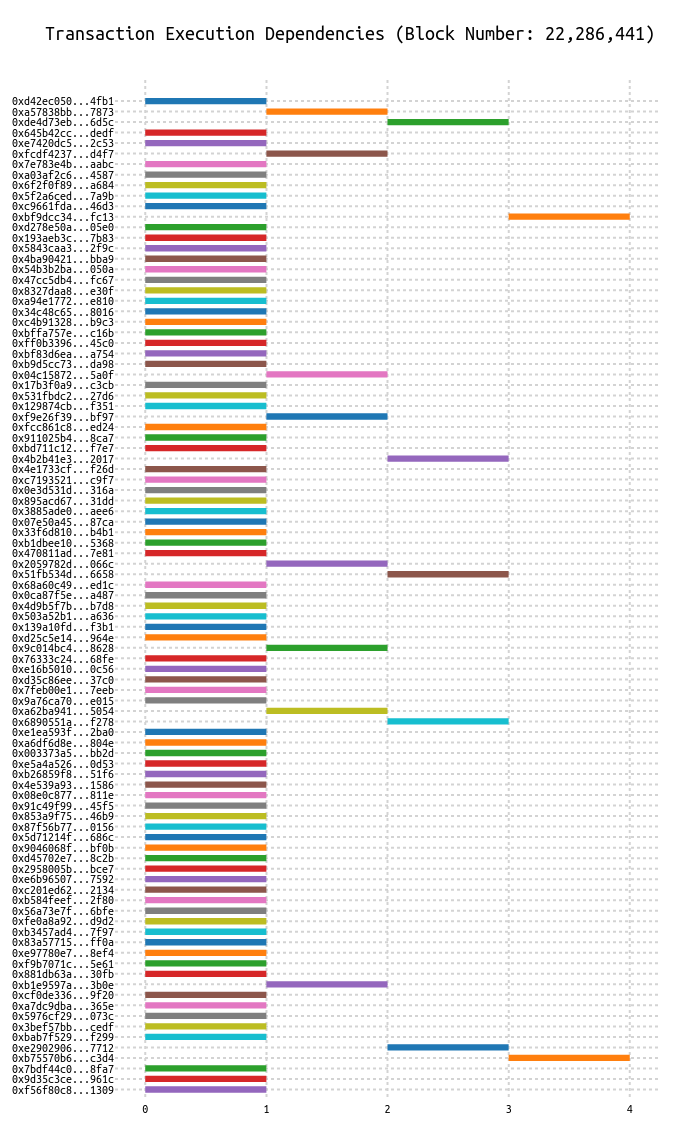 Transaction Execution Dependencies (Block Number: 22,286,441)
0xd42ec050...4fb1
0xa57838bb...7873
0xde4d73eb...6d5c
0x645b42cc...dedf
0xe7420dc5...2c53
0xfcdf4237...d4f7
0x7e783e4b...aabc
0xa03af2c6...4587
0x6f2f0f89...a684
0x5f2a6ced...7a9b
0xc9661fda...46d3
0xbf9dcc34...fc13
0xd278e50a...05e0
0x193aeb3c...7b83
0x5843caa3...2f9c
0x4ba90421...bba9
0x54b3b2ba...050a
0x47cc5db4...fc67
0x8327daa8...e30f
0xa94e1772...e810
0x34c48c65...8016
0xc4b91328...b9c3
0xbffa757e...c16b
0xff0b3396...45c0
0xbf83d6ea...a754
0xb9d5cc73...da98
0x04c15872...5a0f
0x17b3f0a9...c3cb
0x531fbdc2...27d6
0x129874cb...f351
0xf9e26f39...bf97
0xfcc861c8...ed24
0x911025b4...8ca7
0xbd711c12...f7e7
0x4b2b41e3...2017
0x4e1733cf...f26d
0xc7193521...c9f7
0x0e3d531d...316a
0x895acd67...31dd
0x3885ade0...aee6
0x07e50a45...87ca
0x33f6d810...b4b1
0xb1dbee10...5368
0x470811ad...7e81
0x2059782d...066c
0x51fb534d...6658
0x68a60c49...ed1c
0x0ca87f5e...a487
0x4d9b5f7b...b7d8
0x503a52b1...a636
0x139a10fd...f3b1
0xd25c5e14...964e
0x9c014bc4...8628
0x76333c24...68fe
0xe16b5010...0c56
0xd35c86ee...37c0
0x7feb00e1...7eeb
0x9a76ca70...e015
0xa62ba941...5054
0x6890551a...f278
0xe1ea593f...2ba0
0xa6df6d8e...804e
0x003373a5...bb2d
0xe5a4a526...0d53
0xb26859f8...51f6
0x4e539a93...1586
0x08e0c877...811e
0x91c49f99...45f5
0x853a9f75...46b9
0x87f56b77...0156
0x5d71214f...686c
0x9046068f...bf0b
0xd45702e7...8c2b
0x2958005b...bce7
0xe6b96507...7592
0xc201ed62...2134
0xb584feef...2f80
0x56a73e7f...6bfe
0xfe0a8a92...d9d2
0xb3457ad4...7f97
0x83a57715...ff0a
0xe97780e7...8ef4
0xf9b7071c...5e61
0x881db63a...30fb
0xb1e9597a...3b0e
0xcf0de336...9f20
0xa7dc9dba...365e
0x5976cf29...073c
0x3bef57bb...cedf
0xbab7f529...f299
0xe2902906...7712
0xb75570b6...c3d4
0x7bdf44c0...8fa7
0x9d35c3ce...961c
0xf56f80c8...1309
0 1 2 3 4